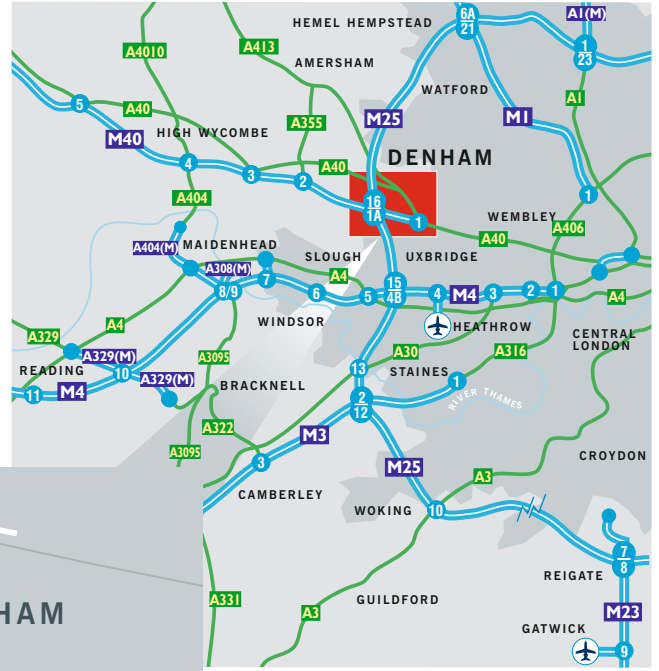 HEMEL HEMPSTEAD
6A
21
A1(M)
A4010
A413
1
23
AMERSHAM
WATFORD
A1
5
A40
A355
M25
M1
M40
HIGH WYCOMBE
DENHAM
4
3
2
A40
1
A404
16
1A
1
WEMBLEY
A406
A404(M)
MAIDENHEAD
SLOUGH
UXBRIDGE
A40
A308(M)
A4
8/9
7
6
5
15
4B
4
M4
3
2
1
A4
WINDSOR
HEATHROW
CENTRAL
LONDON
A329
A4
READING
A329(M)
10
A329(M)
A3095
A30
A316
13
STAINES
1
11
M4
BRACKNELL
2
12
RIVER THAMES
A322
A3095
M3
M25
3
CAMBERLEY
A3
CROYDON
WOKING
10
7
8
REIGATE
HAM
A331
A3
GUILDFORD
M23
GATWICK
9